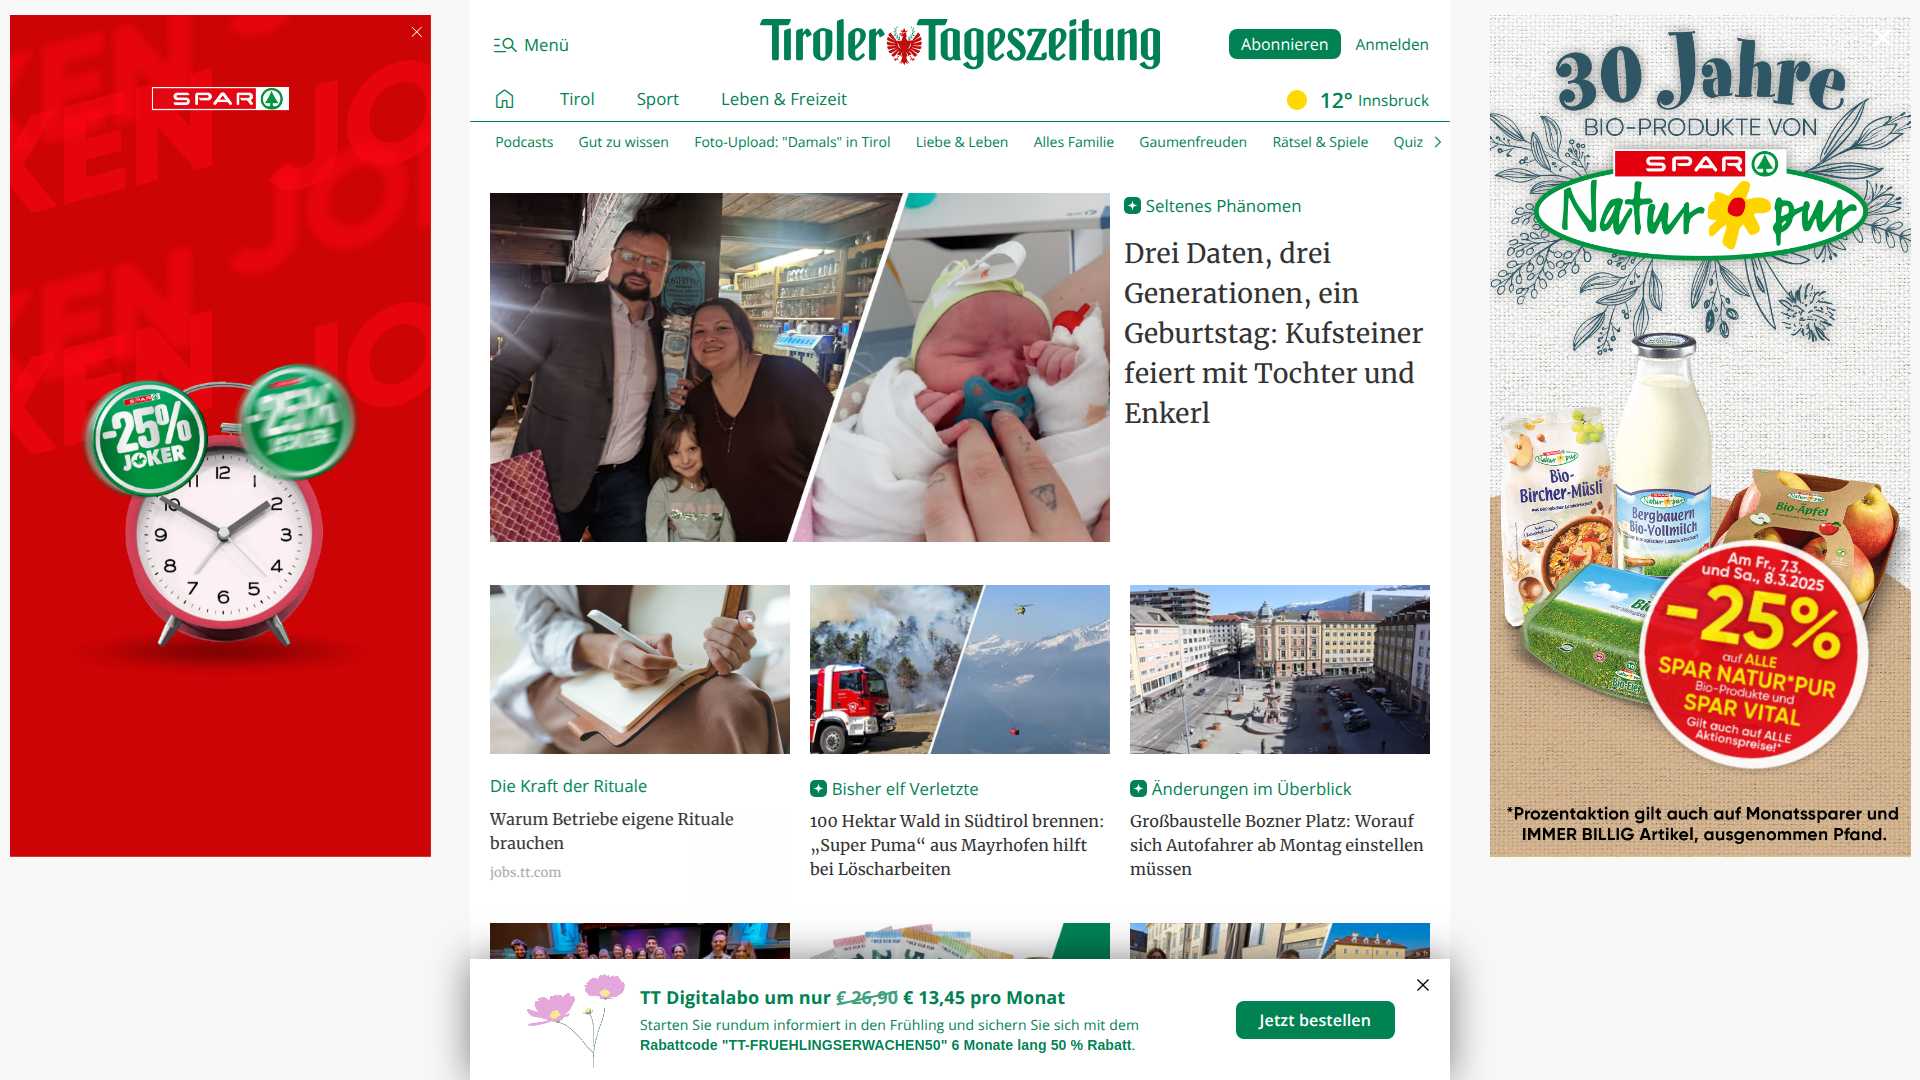 Menü
Tiroler Tageszeitung
Abonnieren
Anmelden
Tirol
Sport
Leben & Freizeit
12° Innsbruck
Podcasts
Gut zu wissen
Foto-Upload: "Damals" in Tirol
Liebe & Leben
Alles Familie
Gaumenfreuden
Rätsel & Spiele
Quiz
Seltenes Phänomen
Drei Daten, drei
Generationen, ein
Geburtstag: Kufsteiner
feiert mit Tochter und
Enkerl
Die Kraft der Rituale
Warum Betriebe eigene Rituale
brauchen
jobs.tt.com
Bisher elf Verletzte
100 Hektar Wald in Südtirol brennen:
„Super Puma“ aus Mayrhofen hilft
bei Löscharbeiten
Änderungen im Überblick
Großbaustelle Bozner Platz: Worauf
sich Autofahrer ab Montag einstellen
müssen
TT Digitalabo um nur € 26,90 € 13,45 pro Monat
Starten Sie rundum informiert in den Frühling und sichern Sie sich mit dem
Rabattcode "TT-FRUEHLINGSERWACHEN50" 6 Monate lang 50 % Rabatt.
Jetzt bestellen
SPAR
-25%
JOKER
-25%
JOKER
12
11
10
2
9
3
8
4
7
6
5
30 Jahre
BIO-PRODUKTE VON
SPAR
Natur pur
Bio-
Bircher-Müsli
Bergbauern
Bio-Vollmilch
Bio-Äpfel
Am Fr., 7.3.
und Sa., 8.3.2025
-25%
auf ALLE
SPAR NATUR*PUR
Bio-Produkte und
SPAR VITAL
Gilt auch auf ALLE
Aktionspreise!*
*Prozentaktion gilt auch auf Monatssparer und
IMMER BILLIG Artikel, ausgenommen Pfand.